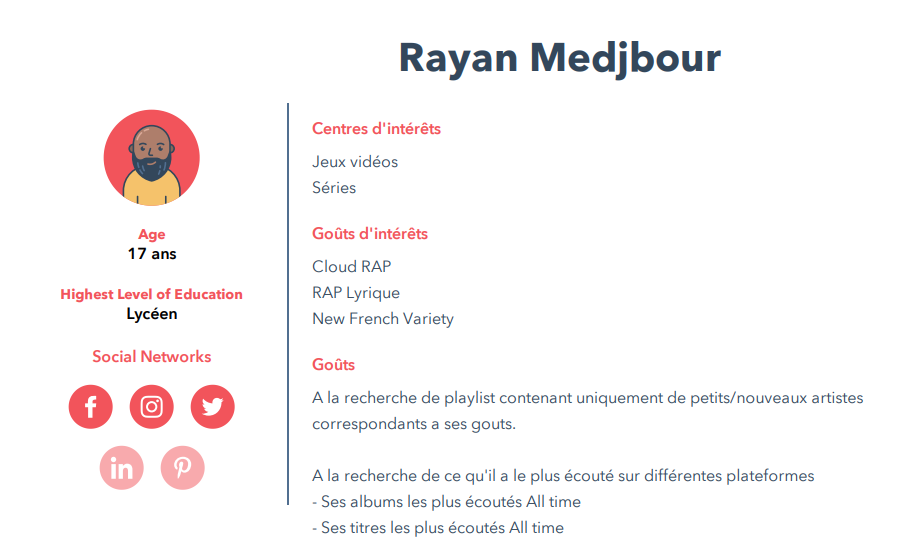 Rayan Medjbour
Age
17 ans
Highest Level of Education
Lycéen
Social Networks
Centres d'intérêts
Jeux vidéos
Séries
Goûts d'intérêts
Cloud RAP
RAP Lyrique
New French Variety
Goûts
A la recherche de playlist contenant uniquement de petits/nouveaux artistes
correspondants a ses gouts.
A la recherche de ce qu'il a le plus écouté sur différentes plateformes
- Ses albums les plus écoutés All time
- Ses titres les plus écoutés All time